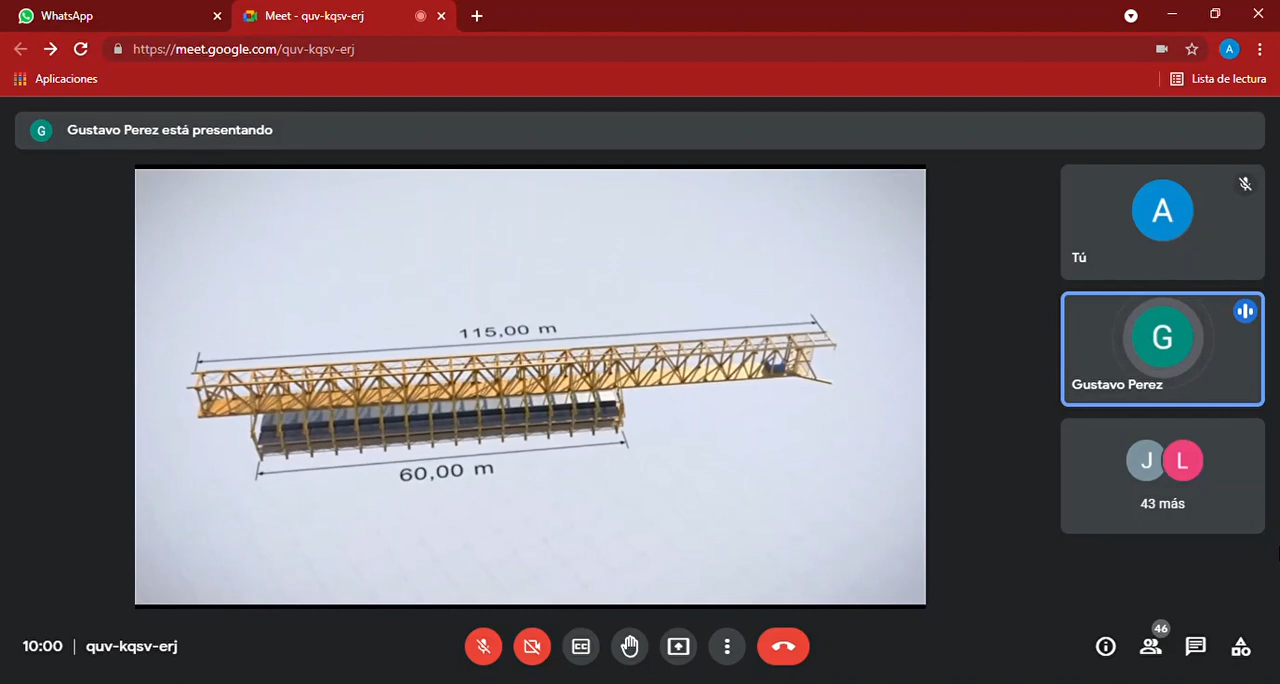 WhatsApp
Meet - quv-kqsv-erj
https://meet.google.com/quv-kqsv-erj
A
Aplicaciones
Lista de lectura
G
Gustavo Perez está presentando
115,00 m
60,00 m
A
Tú
G
Gustavo Perez
J
L
43 más
10:00 | quv-kqsv-erj
CC
46